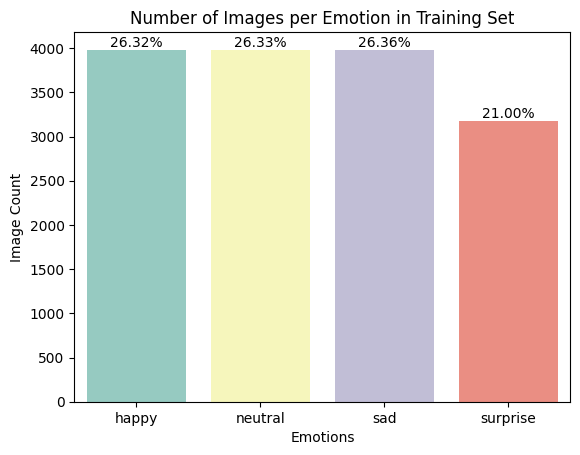 Number of Images per Emotion in Training Set
26.32% 26.33% 26.36% 21.00%
4000
3500
3000
2500
2000
1500
1000
500
0
Image Count
happy neutral sad surprise
Emotions